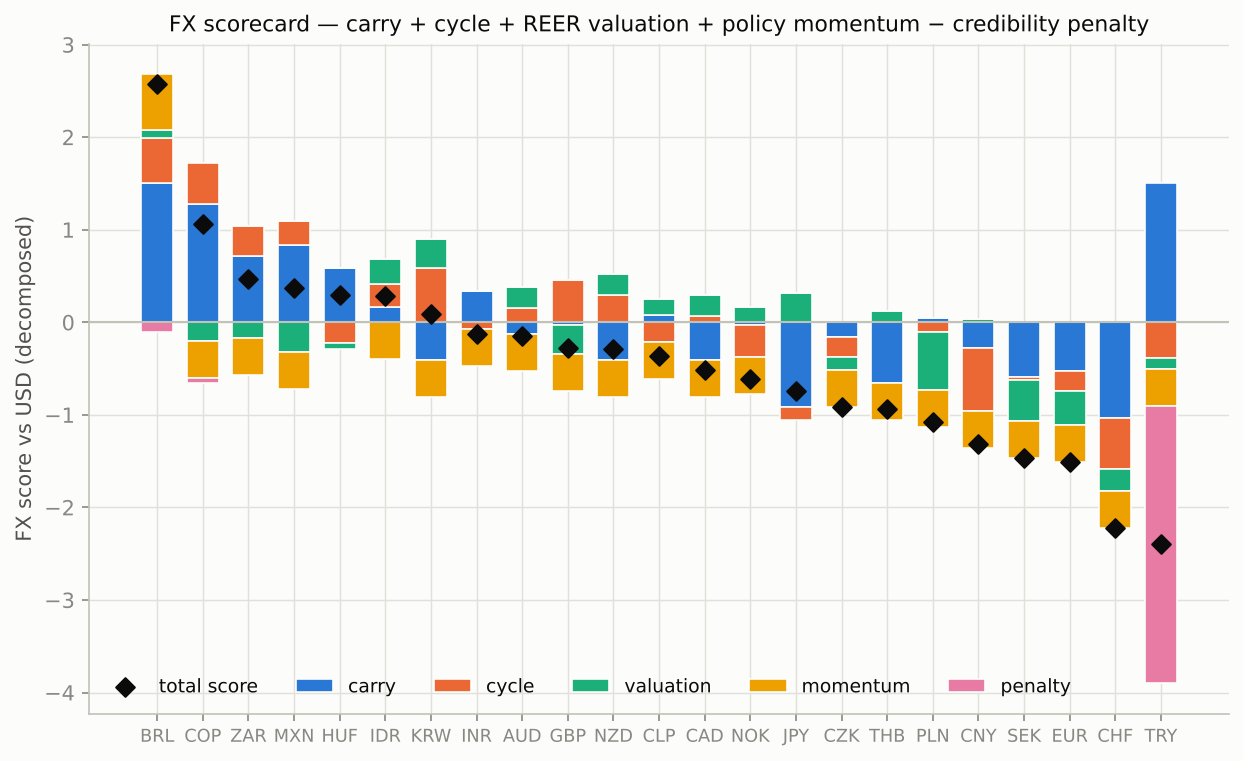 FX scorecard — carry + cycle + REER valuation + policy momentum − credibility penalty
FX score vs USD (decomposed)
3
2
1
0
−1
−2
−3
−4
total score
carry
cycle
valuation
momentum
penalty
BRL COP ZAR MXN HUF IDR KRW INR AUD GBP NZD CLP CAD NOK JPY CZK THB PLN CNY SEK EUR CHF TRY